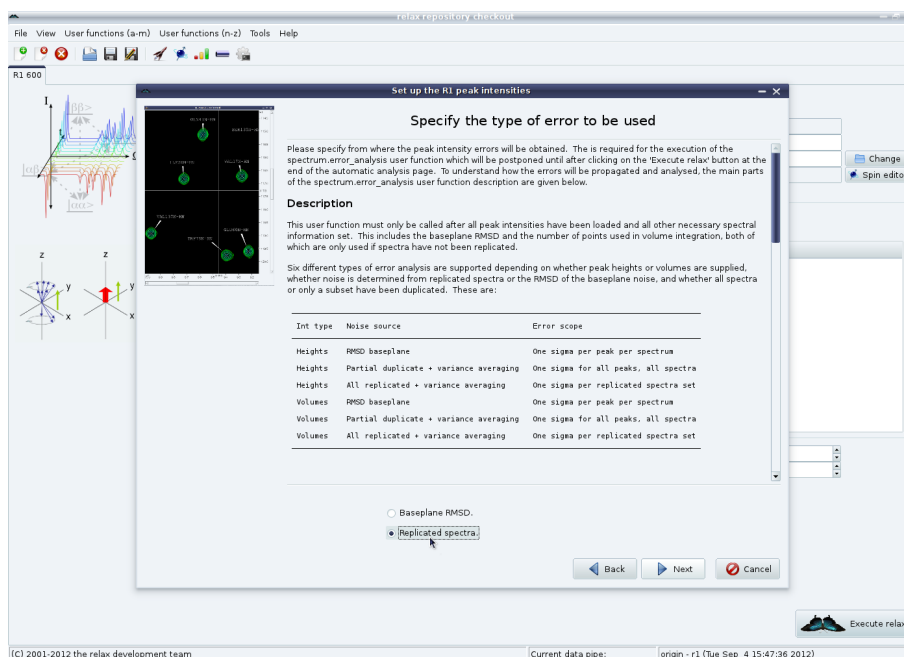 relax repository checkout
File View User functions (a-m) User functions (n-z) Tools Help
R1 600
Set up the R1 peak intensities
Specify the type of error to be used
Please specify from where the peak intensity errors will be obtained. The is required for the execution of the
spectrum.error_analysis user function which will be postponed until after clicking on the 'Execute relax' button at the
end of the automatic analysis page. To understand how the errors will be propagated and analysed, the main parts
of the spectrum.error_analysis user function description are given below.
Description
This user function must only be called after all peak intensities have been loaded and all other necessary spectral
information set. This includes the baseplane RMSD and the number of points used in volume integration, both of
which are only used if spectra have not been replicated.
Six different types of error analysis are supported depending on whether peak heights or volumes are supplied,
whether noise is determined from replicated spectra or the RMSD of the baseplane noise, and whether all spectra
or only a subset have been duplicated. These are:
Int type Noise source Error scope
Heights RMSD baseplane One sigma per peak per spectrum
Heights Partial duplicate + variance averaging One sigma for all peaks, all spectra
Heights All replicated + variance averaging One sigma per replicated spectra set
Volumes RMSD baseplane One sigma per peak per spectrum
Volumes Partial duplicate + variance averaging One sigma for all peaks, all spectra
Volumes All replicated + variance averaging One sigma per replicated spectra set
Baseplane RMSD.
Replicated spectra.
Back Next Cancel
I
|ββ>
|αα>
z z
y y
x x
Change
Spin edito
Execute relax
(C) 2001-2012 the relax development team Current data pipe: origin - r1 (Tue Sep 4 15:47:36 2012)